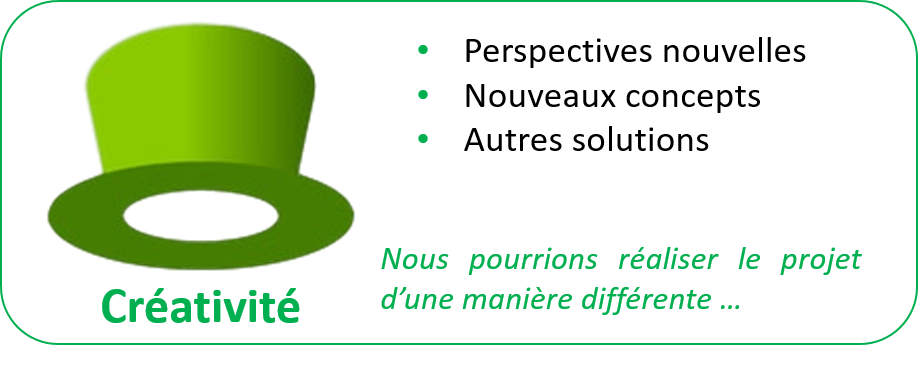 • Perspectives nouvelles
• Nouveaux concepts
• Autres solutions
Nous pourrions réaliser le projet
d’une manière différente …
Créativité